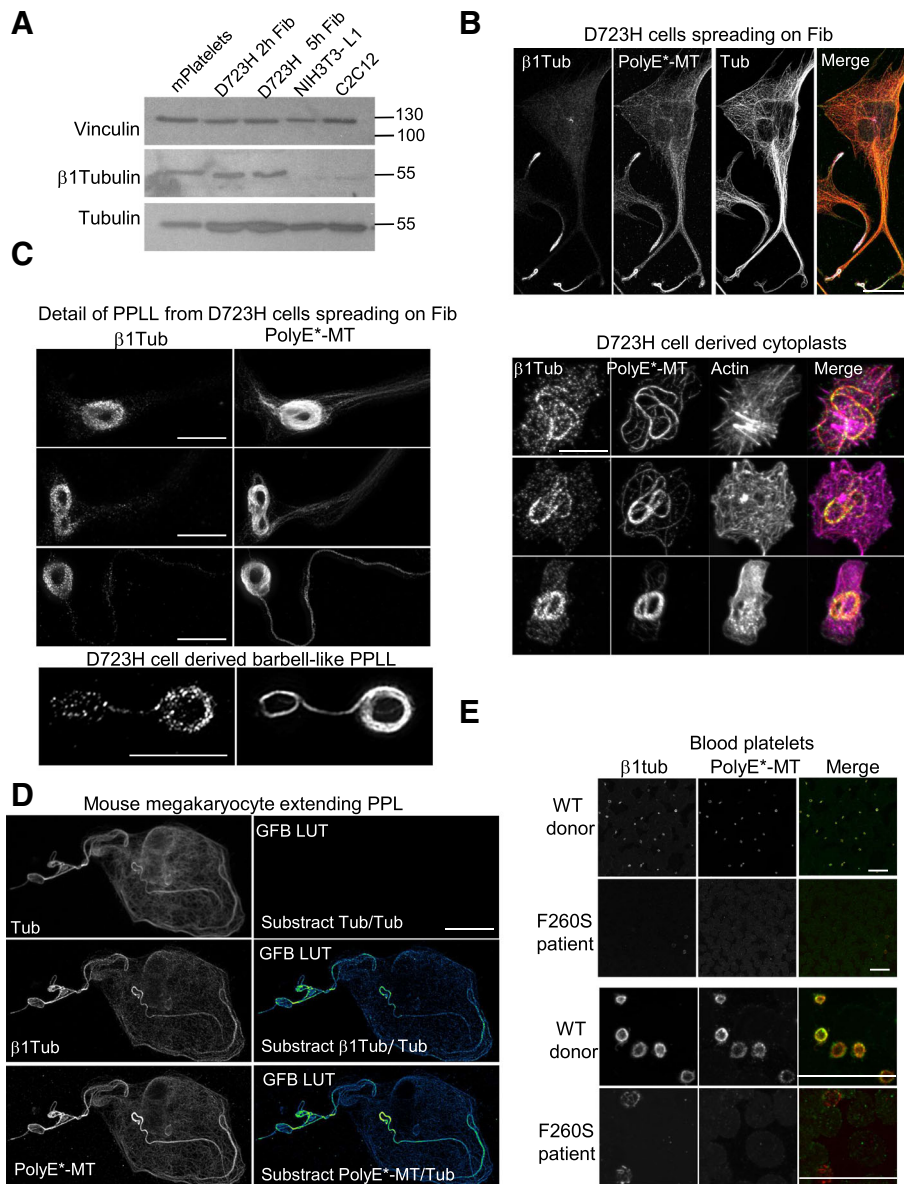 A
mPlatelets
D723H 2h Fib
D723H 5h Fib
NIH3T3- L1
C2C12
Vinculin
130
100
β1Tubulin
55
Tubulin
55
B
D723H cells spreading on Fib
β1Tub PolyE*-MT Tub Merge
D723H cell derived cytoplasts
β1Tub PolyE*-MT Actin Merge
C
Detail of PPLL from D723H cells spreading on Fib
β1Tub PolyE*-MT
D723H cell derived barbell-like PPLL
D
Mouse megakaryocyte extending PPL
Tub
GFB LUT
Substract Tub/Tub
β1Tub
GFB LUT
Substract β1Tub/ Tub
PolyE*-MT
GFB LUT
Substract PolyE*-MT/Tub
E
Blood platelets
β1tub PolyE*-MT Merge
WT
donor
F260S
patient
WT
donor
F260S
patient